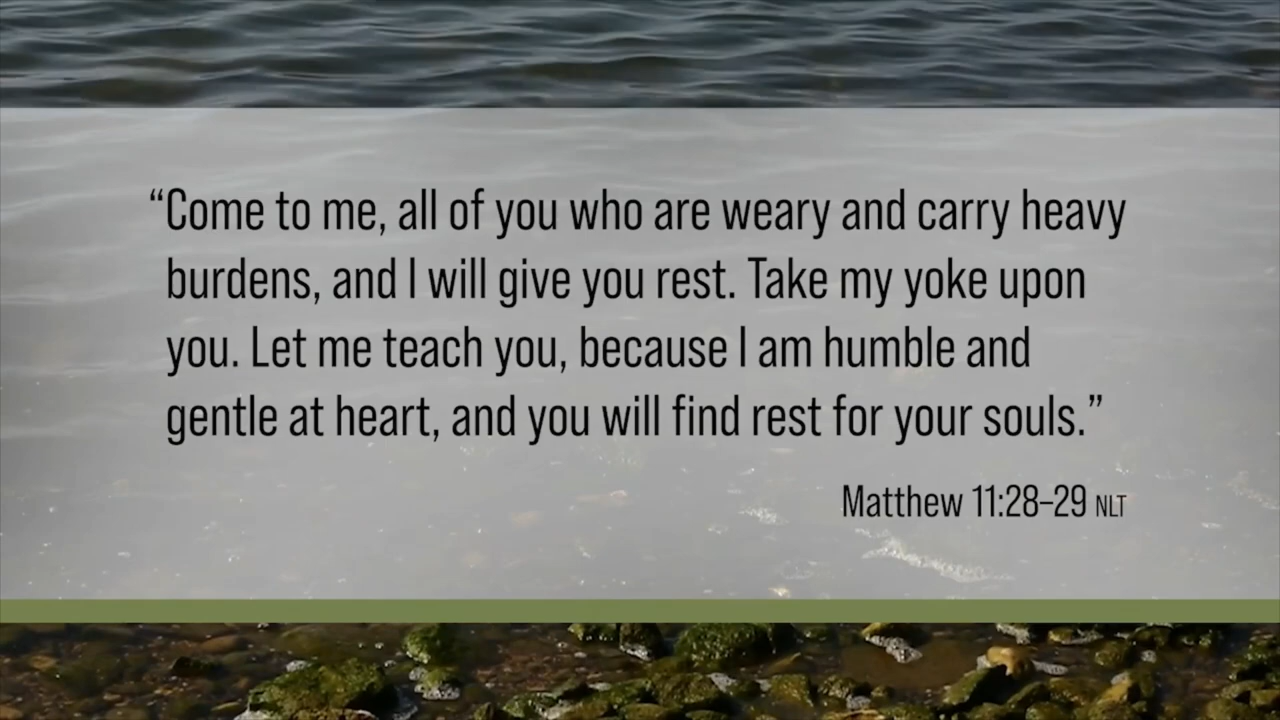 “Come to me, all of you who are weary and carry heavy
burdens, and I will give you rest. Take my yoke upon
you. Let me teach you, because I am humble and
gentle at heart, and you will find rest for your souls.”
Matthew 11:28–29 NLT